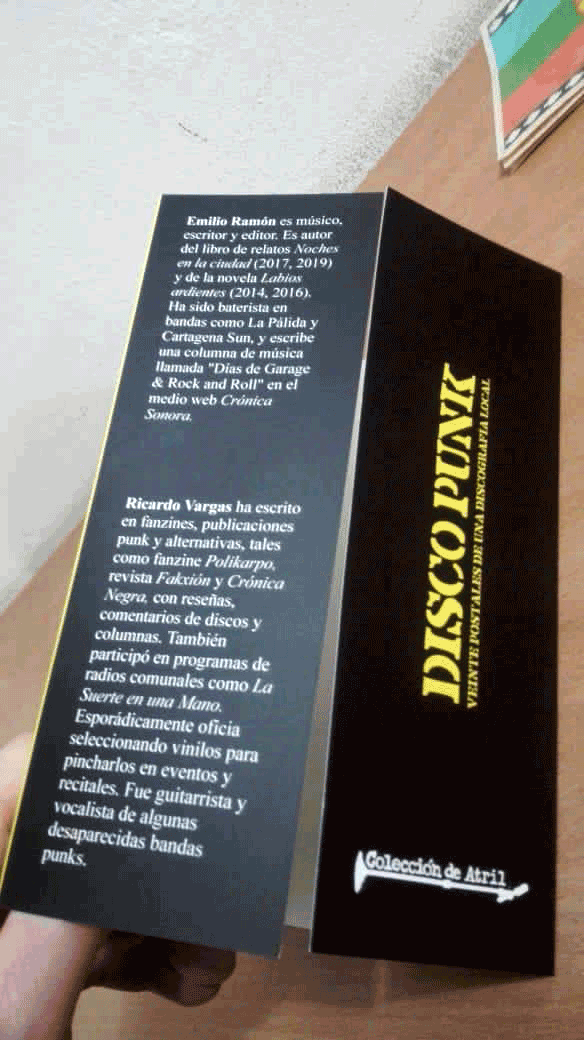 Emilio Ramón es músico,
escritor y editor. Es autor
del libro de relatos Noches
en la ciudad (2017, 2019)
y de la novela Labios
ardientes (2014, 2016).
Ha sido baterista en
bandas como La Pálida y
Cartagena Sun, y escribe
una columna de música
llamada "Días de Garage
& Rock and Roll" en el
medio web Crónica
Sonora.
Ricardo Vargas ha escrito
en fanzines, publicaciones
punk y alternativas, tales
como fanzine Polikarpo,
revista Fakxión y Crónica
Negra, con reseñas,
comentarios de discos y
columnas. También
participó en programas de
radios comunales como La
Suerte en una Mano.
Esporádicamente oficia
seleccionando vinilos para
pincharlos en eventos y
recitales. Fue guitarrista y
vocalista de algunas
desaparecidas bandas
punks.
DISCO PUNK
VEINTE POSTALES DE UNA DISCOGRAFÍA LOCAL
Colección de Atril